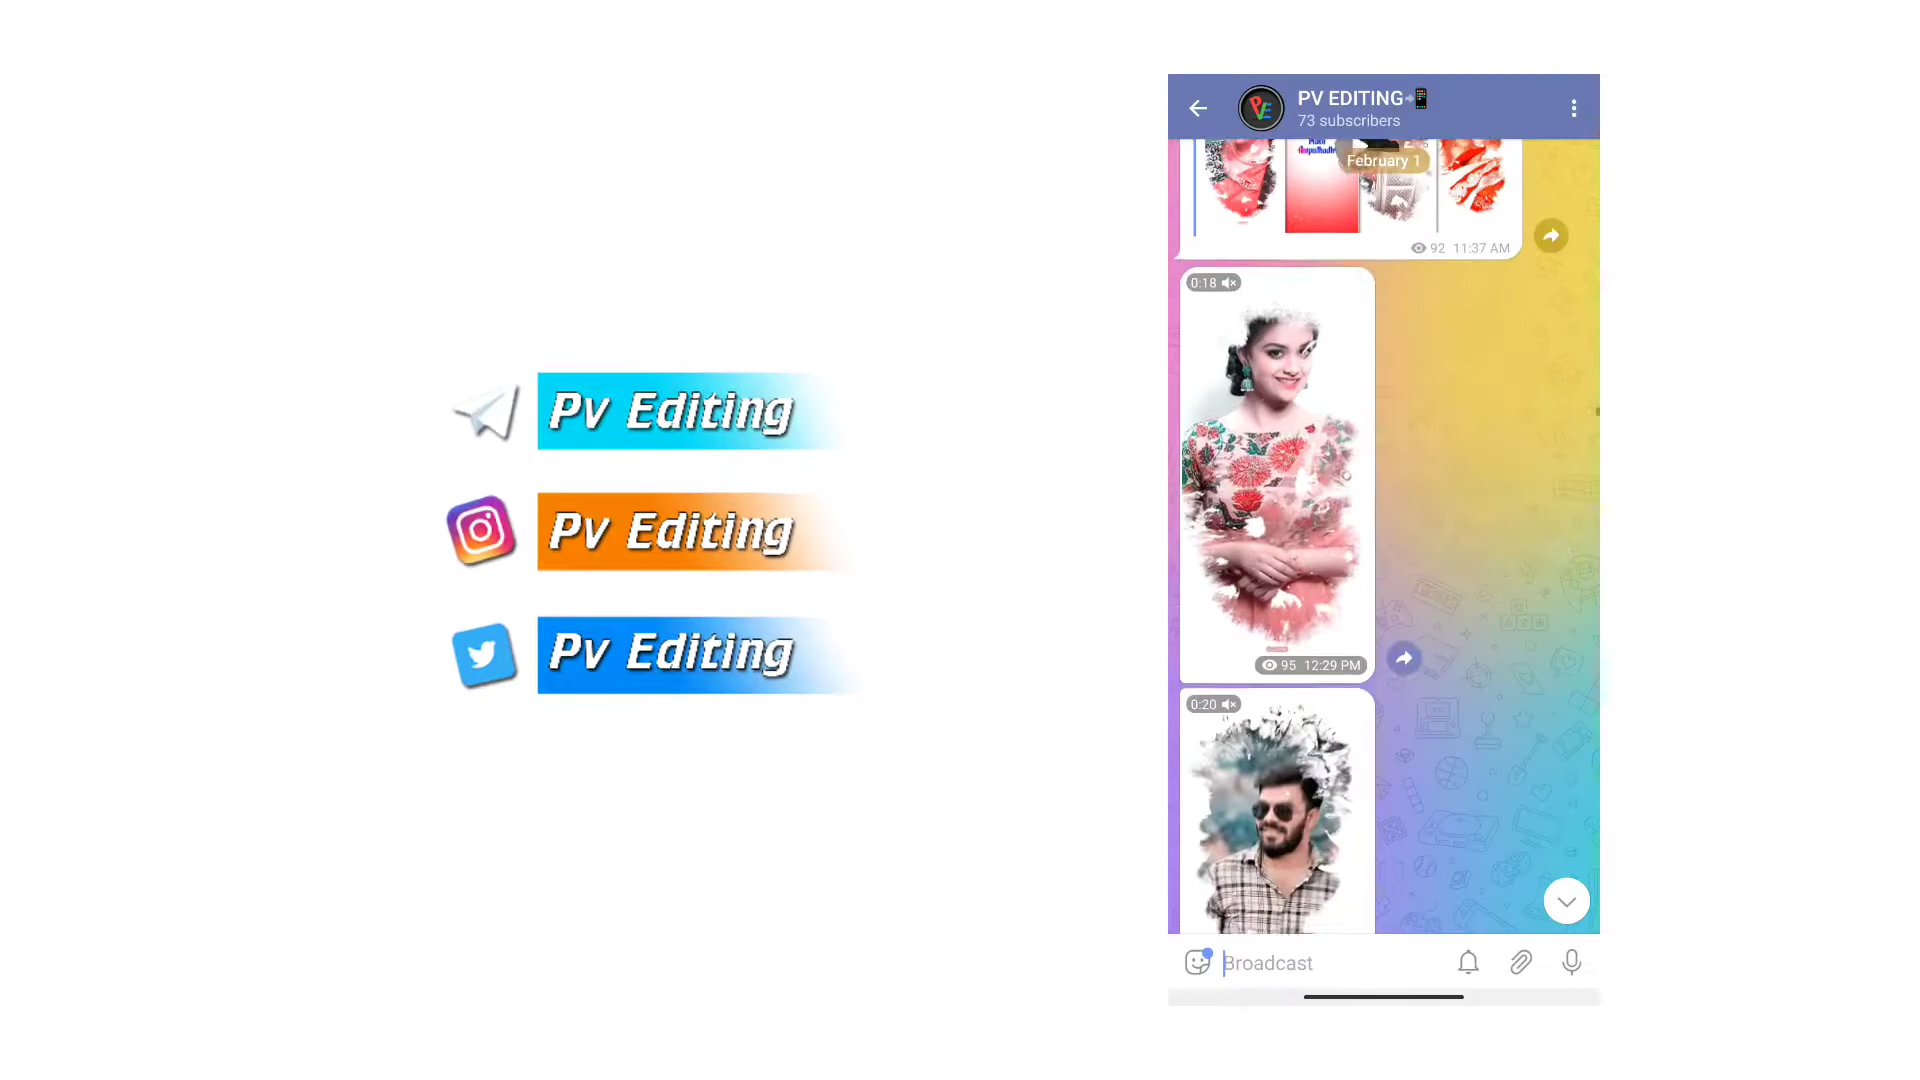 Pv Editing
Pv Editing
Pv Editing
PV EDITING
73 subscribers
February 1
92 11:37 AM
0:18
95 12:29 PM
0:20
Broadcast